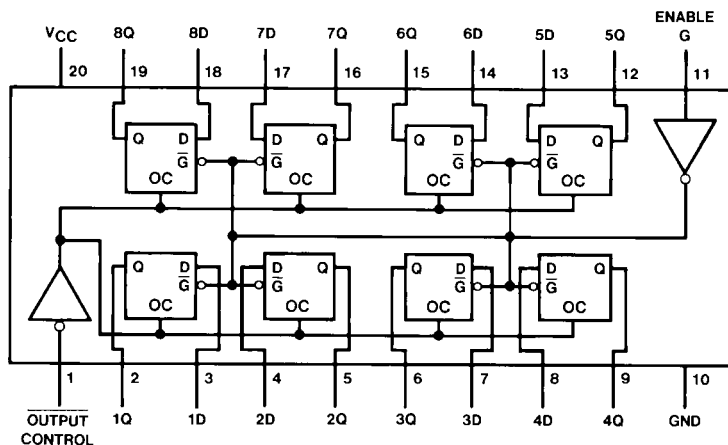 ENABLE
VCC 8Q 8D 7D 7Q 6Q 6D 5D 5Q G
20 19 18 17 16 15 14 13 12 11
Q D D Q Q D D Q
G G G G
OC OC OC OC
Q D D Q Q D D Q
G G G G
OC OC OC OC
1 2 3 4 5 6 7 8 9 10
OUTPUT 1Q 1D 2D 2Q 3Q 3D 4D 4Q GND
CONTROL